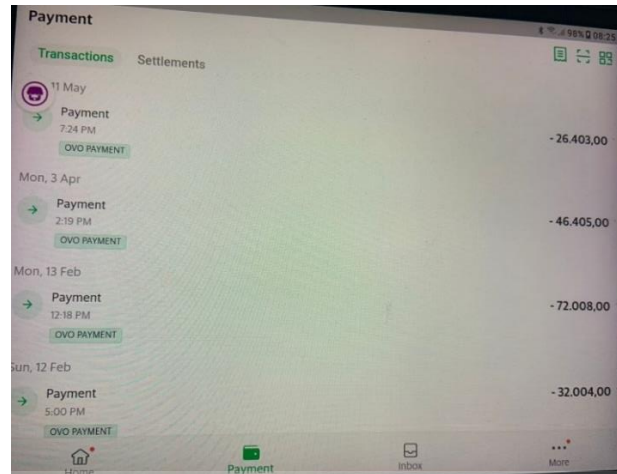 Payment
98% 08:25
Transactions Settlements
11 May
Payment
7:24 PM
- 26.403,00
OVO PAYMENT
Mon, 3 Apr
Payment
2:19 PM
- 46.405,00
OVO PAYMENT
Mon, 13 Feb
Payment
12:18 PM
- 72.008,00
OVO PAYMENT
Sun, 12 Feb
Payment
5:00 PM
- 32.004,00
OVO PAYMENT
Home Payment Inbox More